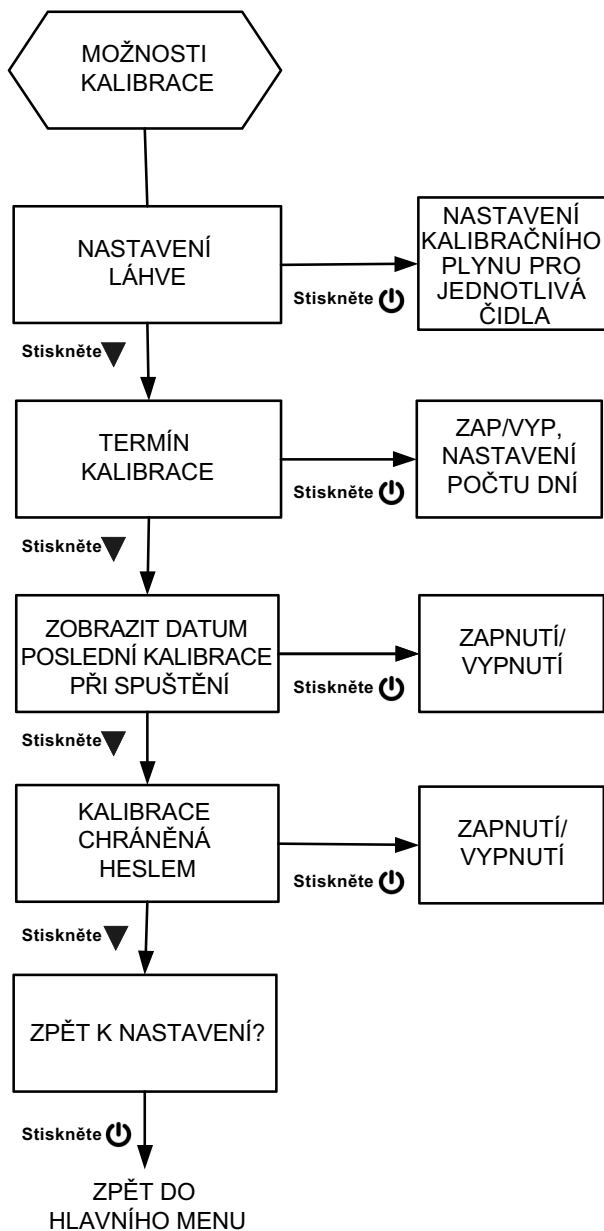 MOŽNOSTI
KALIBRACE
NASTAVENÍ
LÁHVE
Stiskněte
NASTAVENÍ
KALIBRAČNÍHO
PLYNU PRO
JEDNOTLIVÁ
ČIDLA
Stiskněte
TERMÍN
KALIBRACE
Stiskněte
ZAP/VYP,
NASTAVENÍ
POČTU DNÍ
Stiskněte
ZOBRAZIT DATUM
POSLEDNÍ KALIBRACE
PŘI SPUŠTĚNÍ
Stiskněte
ZAPNUTÍ/
VYPNUTÍ
Stiskněte
KALIBRACE
CHRÁNĚNÁ
HESLEM
Stiskněte
ZAPNUTÍ/
VYPNUTÍ
Stiskněte
ZPĚT K NASTAVENÍ?
Stiskněte
ZPĚT DO
HLAVNÍHO MENU